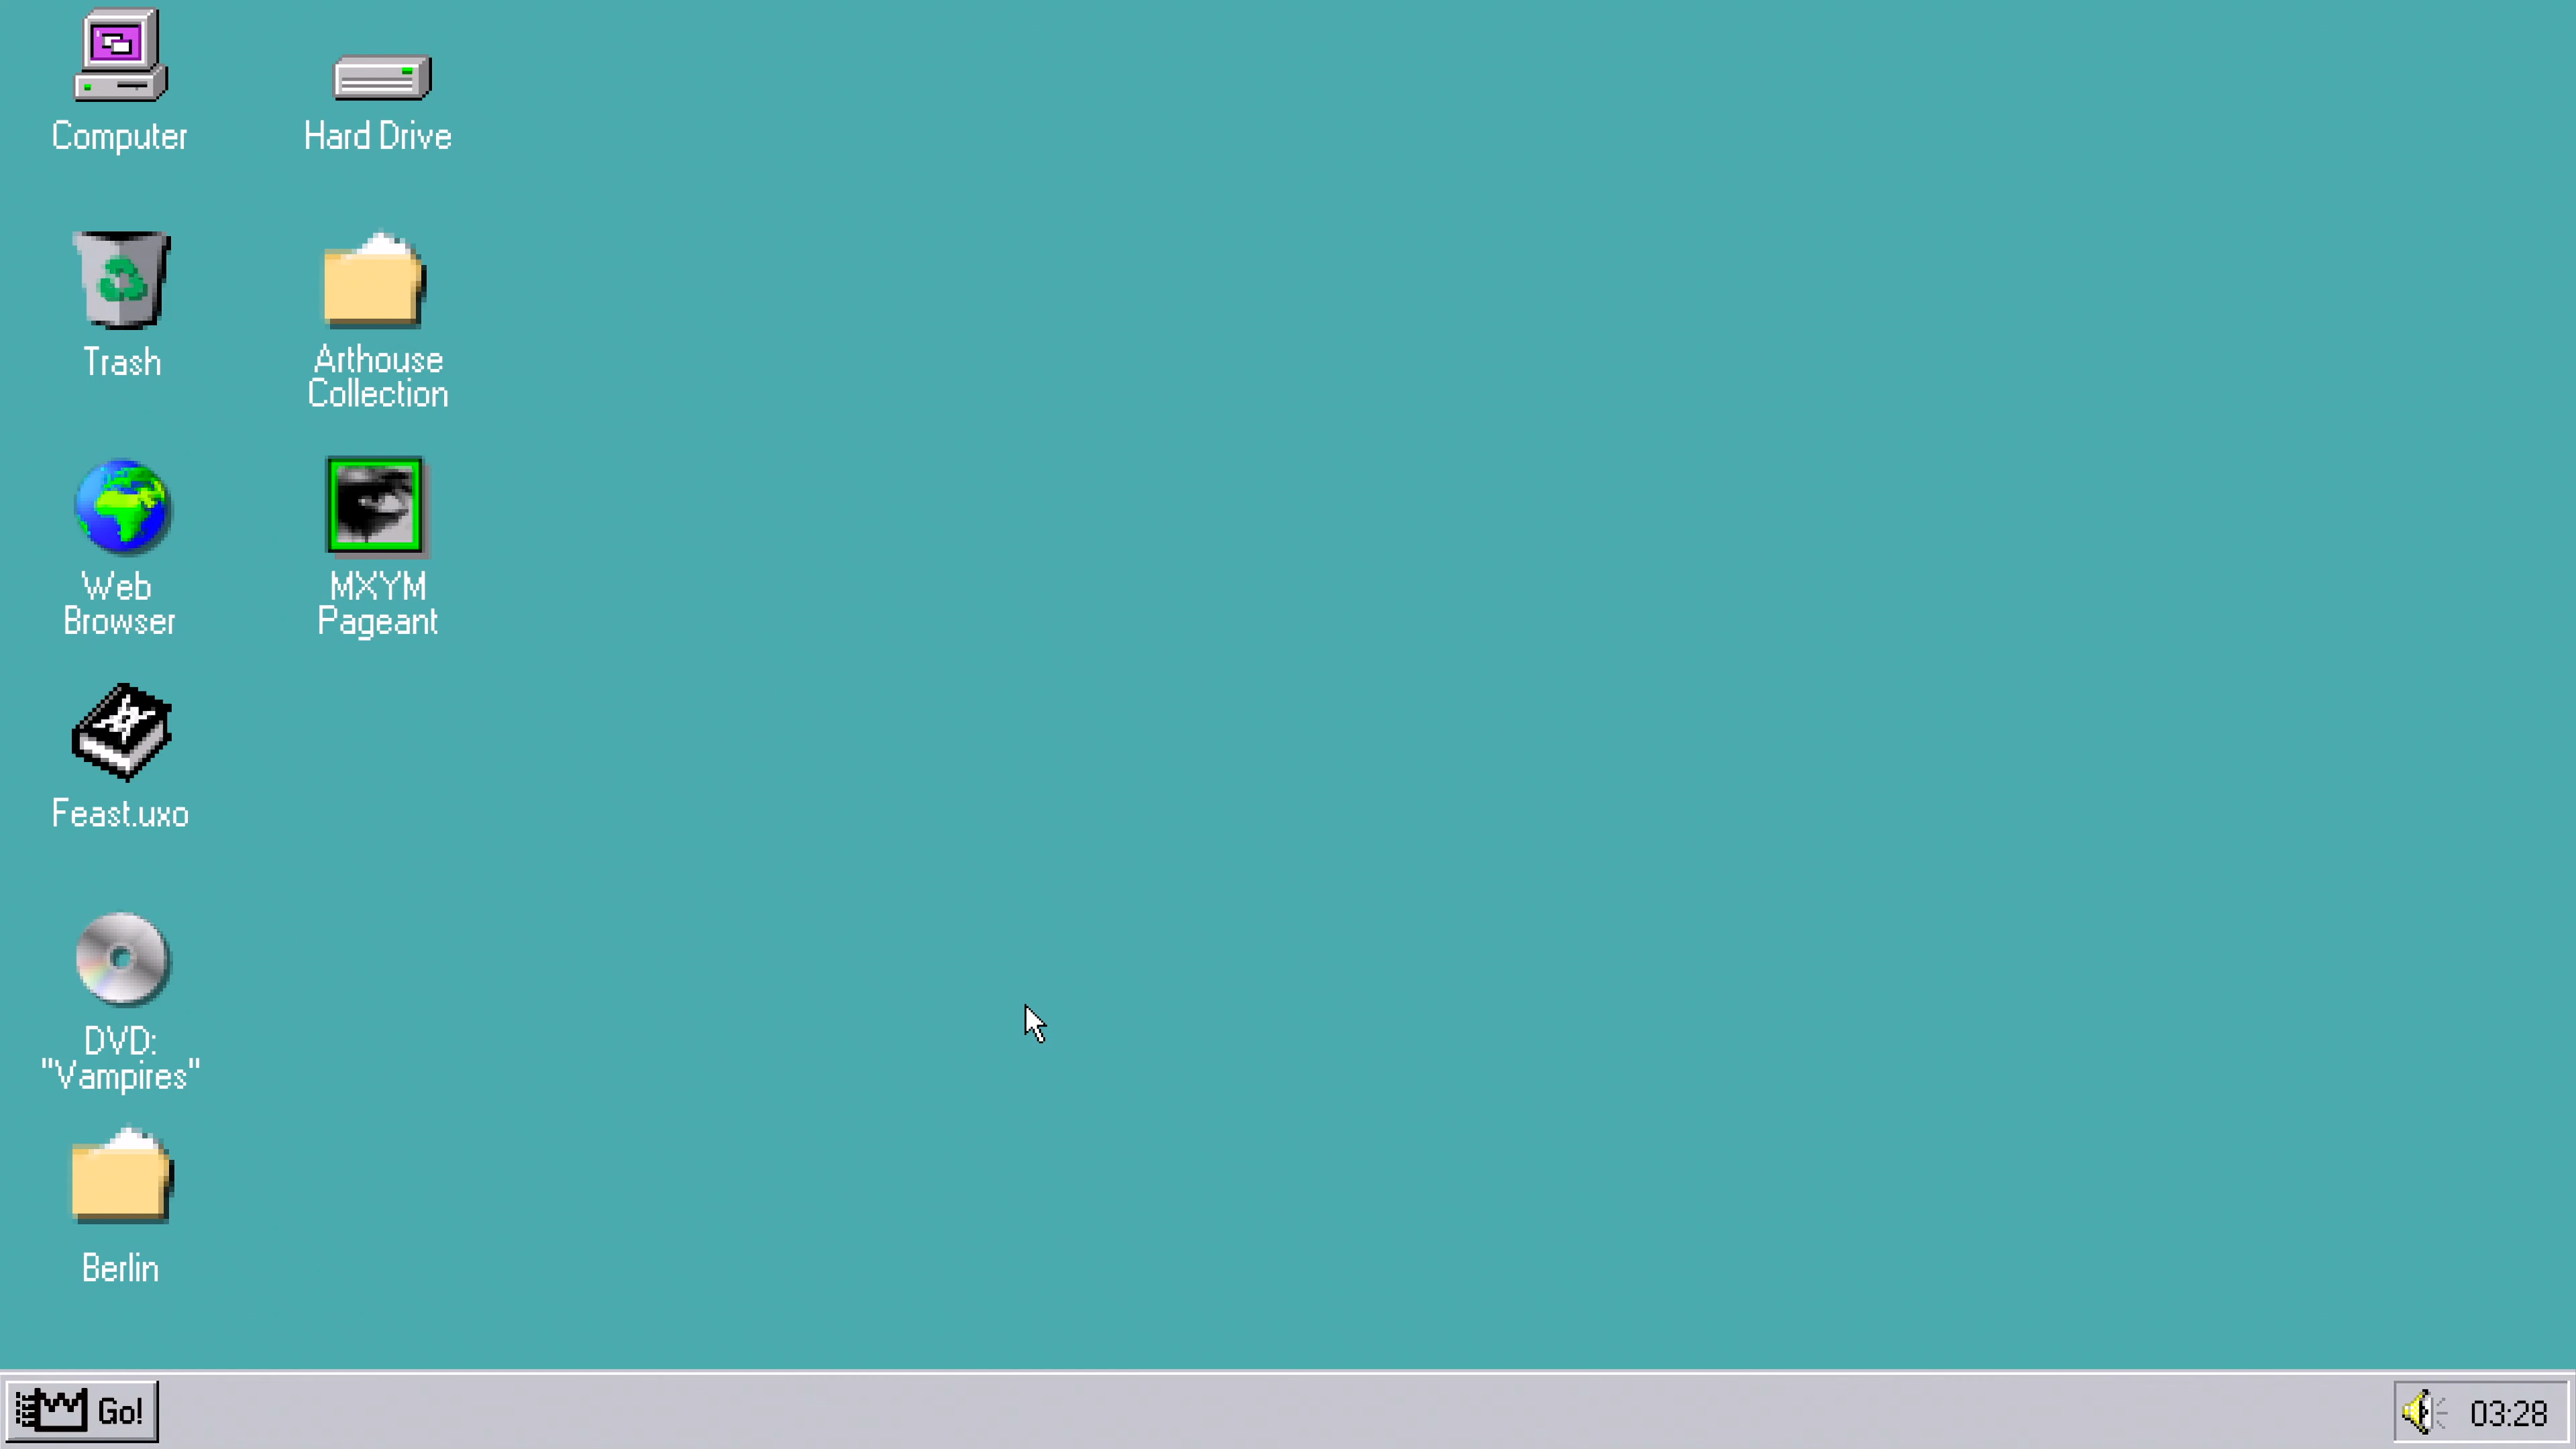 Computer
Hard Drive
Trash
Arthouse
Collection
Web
Browser
MXYM
Pageant
Feast.uxo
DVD:
"Vampires"
Berlin
Go!
03:28